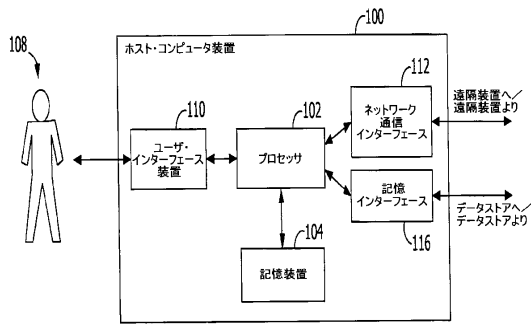 100
ホスト・コンピュータ装置
108
112
ネットワーク
通信
インターフェース
遠隔装置へ/
遠隔装置より
110
ユーザ・
インターフェース
装置
102
プロセッサ
記憶
インターフェース
116
データストアへ/
データストアより
104
記憶装置